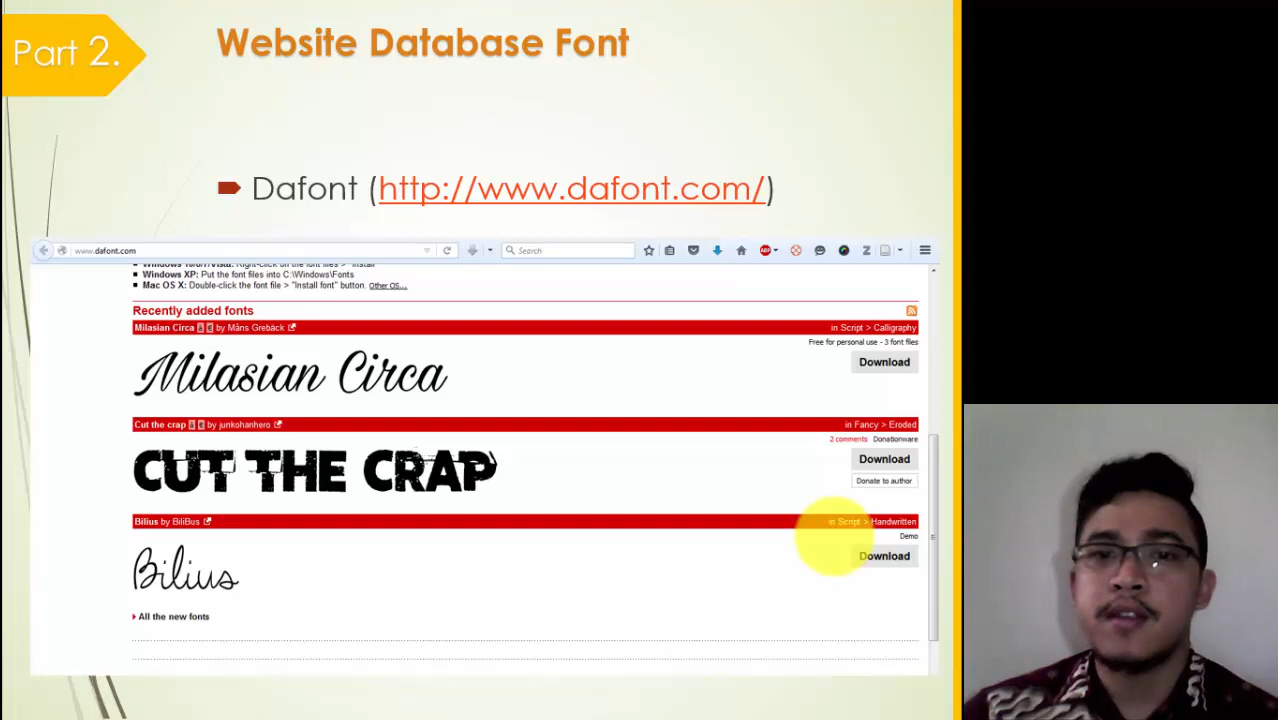 Part 2.
Website Database Font
Dafont (http://www.dafont.com/)
www.dafont.com
Search
ABP
Z
Windows XP: Put the font files into C:\Windows\Fonts
Mac OS X: Double-click the font file > "Install font" button. Other OS...
Recently added fonts
Milasian Circa à € by Måns Grebäck
in Script > Calligraphy
Free for personal use - 3 font files
Milasian Circa
Download
Cut the crap à € by junkohanhero
in Fancy > Eroded
2 comments Donationware
CUT THE CRAP
Download
Donate to author
Bilius by BiliBus
in Script > Handwritten
Demo
Bilius
Download
All the new fonts